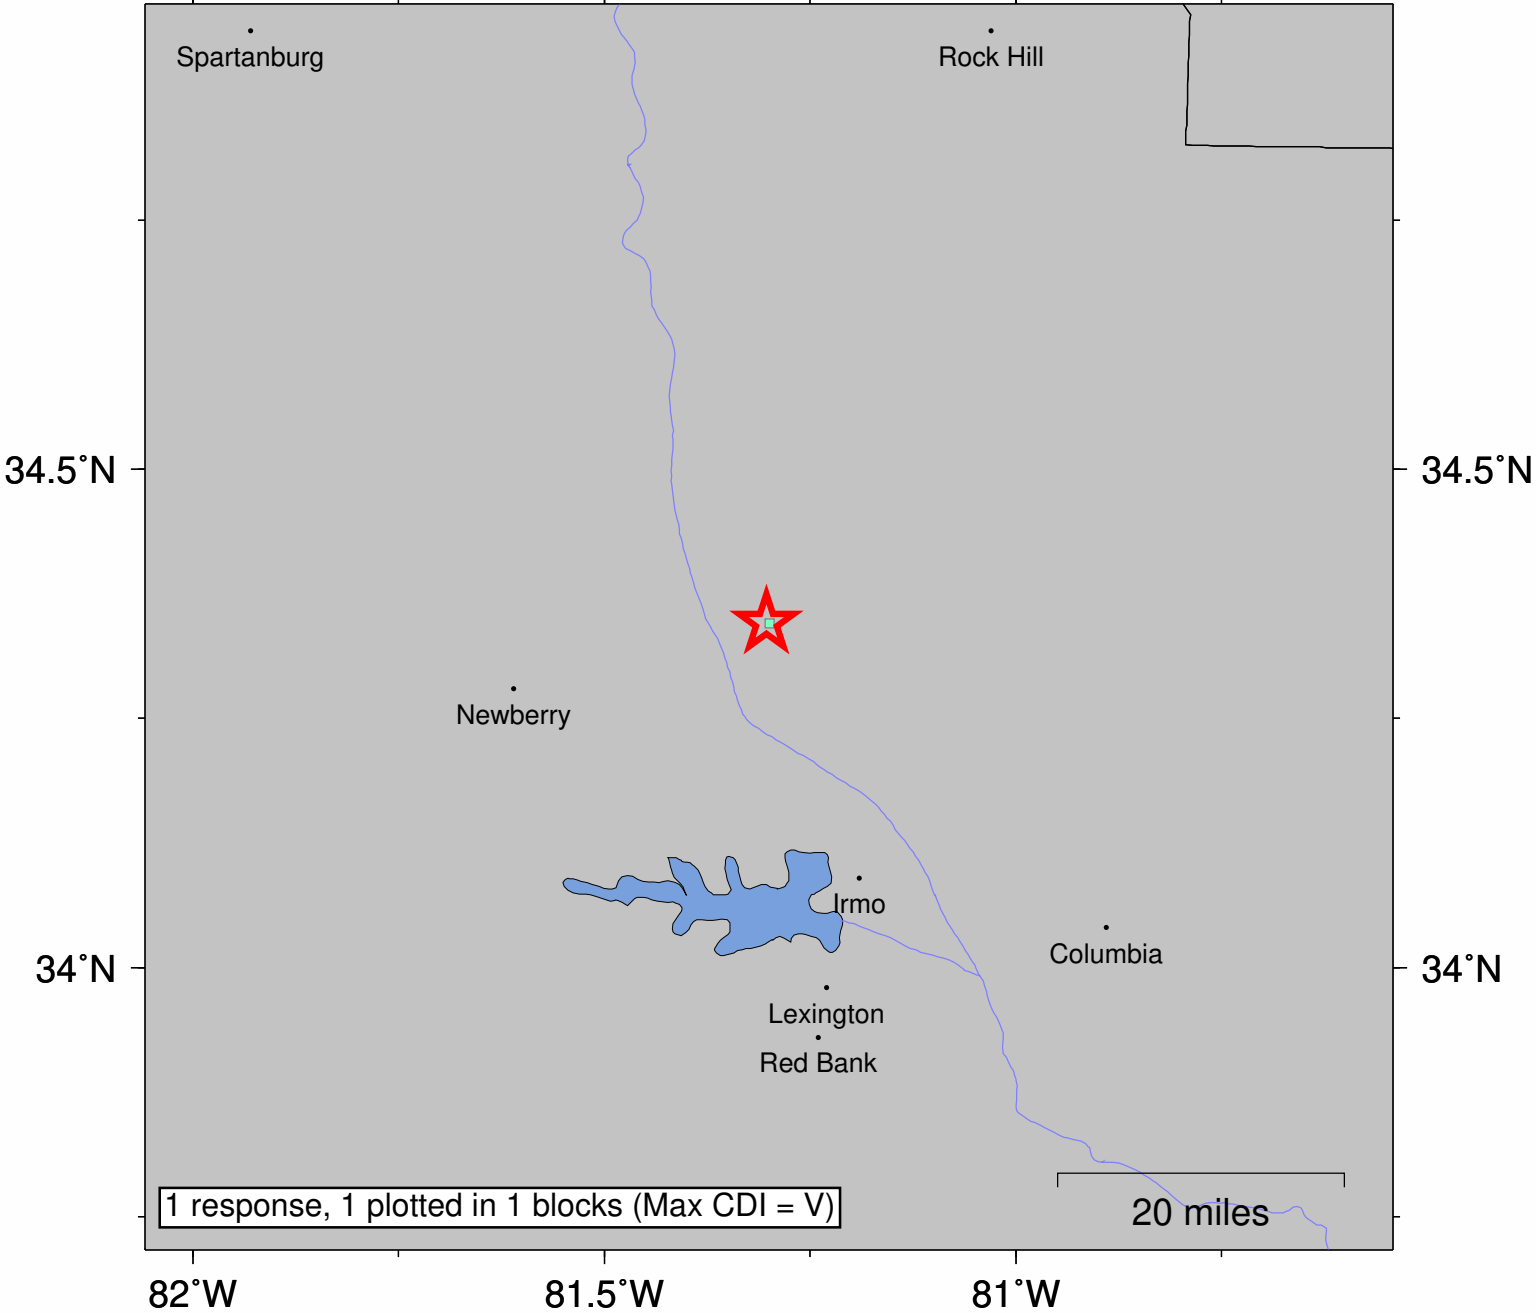 Spartanburg
Rock Hill
34.5˚N
34.5˚N
Newberry
Irmo
Columbia
34˚N
34˚N
Lexington
Red Bank
1 response, 1 plotted in 1 blocks (Max CDI = V)
20 miles
82˚W
81.5˚W
81˚W